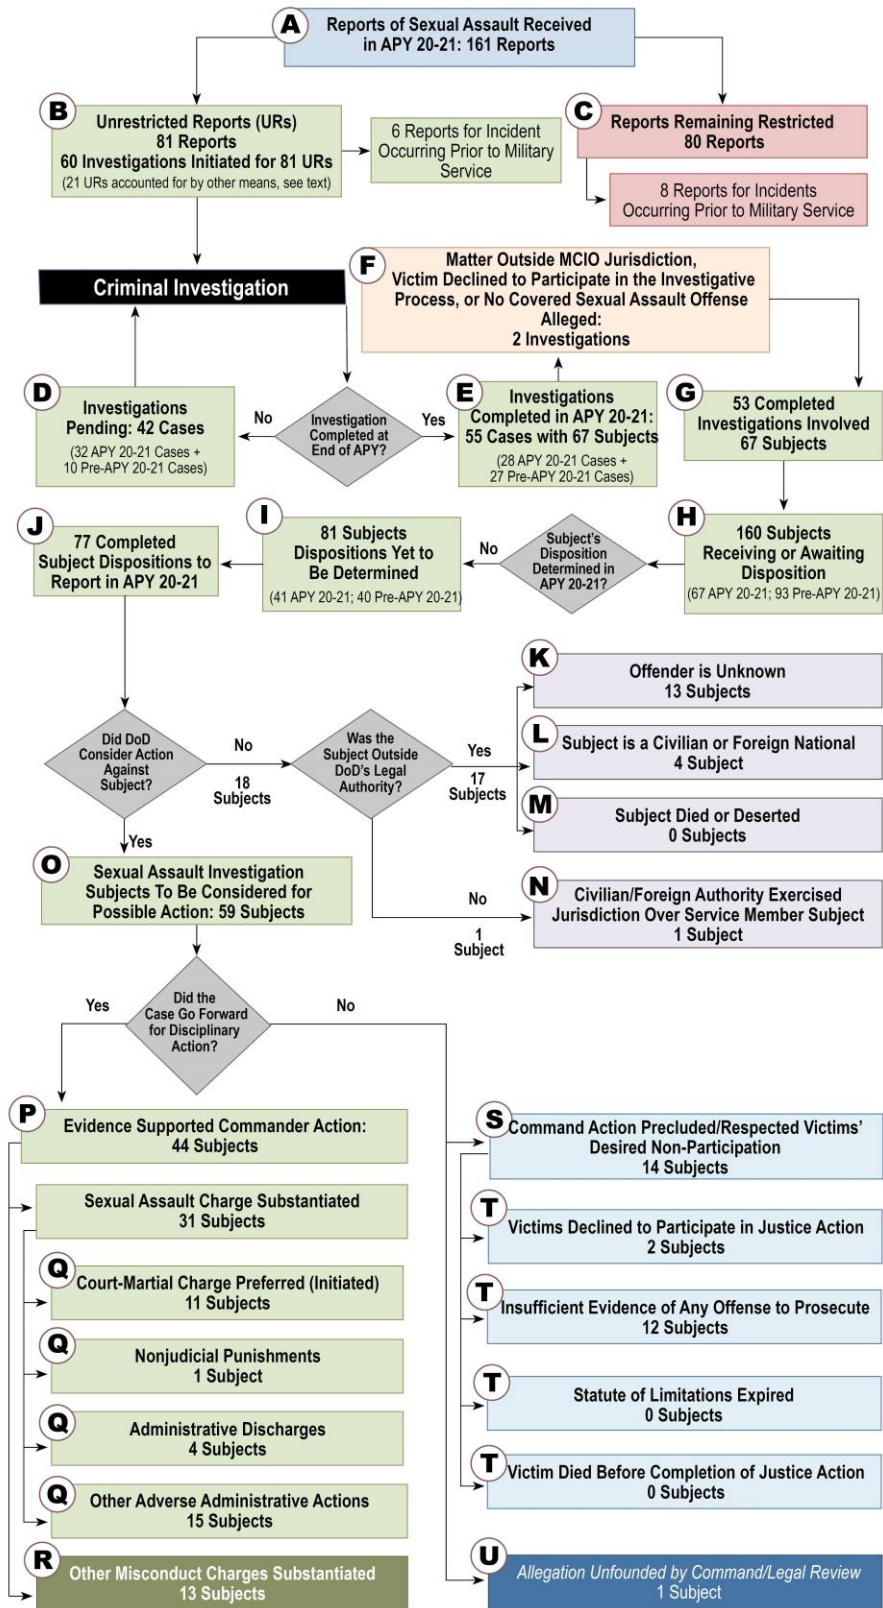 A
Reports of Sexual Assault Received
in APY 20-21: 161 Reports
B
Unrestricted Reports (URs)
81 Reports
60 Investigations Initiated for 81 URs
(21 URs accounted for by other means, see text)
6 Reports for Incident
Occurring Prior to Military
Service
C
Reports Remaining Restricted
80 Reports
8 Reports for Incidents
Occurring Prior to Military Service
Criminal Investigation
F
Matter Outside MCIO Jurisdiction,
Victim Declined to Participate in the Investigative
Process, or No Covered Sexual Assault Offense
Alleged:
2 Investigations
D
Investigations
Pending: 42 Cases
(32 APY 20-21 Cases +
10 Pre-APY 20-21 Cases)
No
Investigation
Completed at
End of APY?
Yes
E
Investigations
Completed in APY 20-21:
55 Cases with 67 Subjects
(28 APY 20-21 Cases +
27 Pre-APY 20-21 Cases)
G
53 Completed
Investigations Involved
67 Subjects
H
160 Subjects
Receiving or Awaiting
Disposition
(67 APY 20-21; 93 Pre-APY 20-21)
Subject's
Disposition
Determined in
APY 20-21?
No
I
81 Subjects
Dispositions Yet to
Be Determined
(41 APY 20-21; 40 Pre-APY 20-21)
J
77 Completed
Subject Dispositions to
Report in APY 20-21
Did DoD
Consider Action
Against
Subject?
No
18
Subjects
Was the
Subject Outside
DoD's Legal
Authority?
Yes
17
Subjects
K
Offender is Unknown
13 Subjects
L
Subject is a Civilian or Foreign National
4 Subject
M
Subject Died or Deserted
0 Subjects
No
1
Subject
N
Civilian/Foreign Authority Exercised
Jurisdiction Over Service Member Subject
1 Subject
Yes
O
Sexual Assault Investigation
Subjects To Be Considered for
Possible Action: 59 Subjects
Did the
Case Go Forward
for Disciplinary
Action?
Yes
No
P
Evidence Supported Commander Action:
44 Subjects
Sexual Assault Charge Substantiated
31 Subjects
Q
Court-Martial Charge Preferred (Initiated)
11 Subjects
Q
Nonjudicial Punishments
1 Subject
Q
Administrative Discharges
4 Subjects
Q
Other Adverse Administrative Actions
15 Subjects
R
Other Misconduct Charges Substantiated
13 Subjects
S
Command Action Precluded/Respected Victims'
Desired Non-Participation
14 Subjects
T
Victims Declined to Participate in Justice Action
2 Subjects
T
Insufficient Evidence of Any Offense to Prosecute
12 Subjects
T
Statute of Limitations Expired
0 Subjects
T
Victim Died Before Completion of Justice Action
0 Subjects
U
Allegation Unfounded by Command/Legal Review
1 Subject